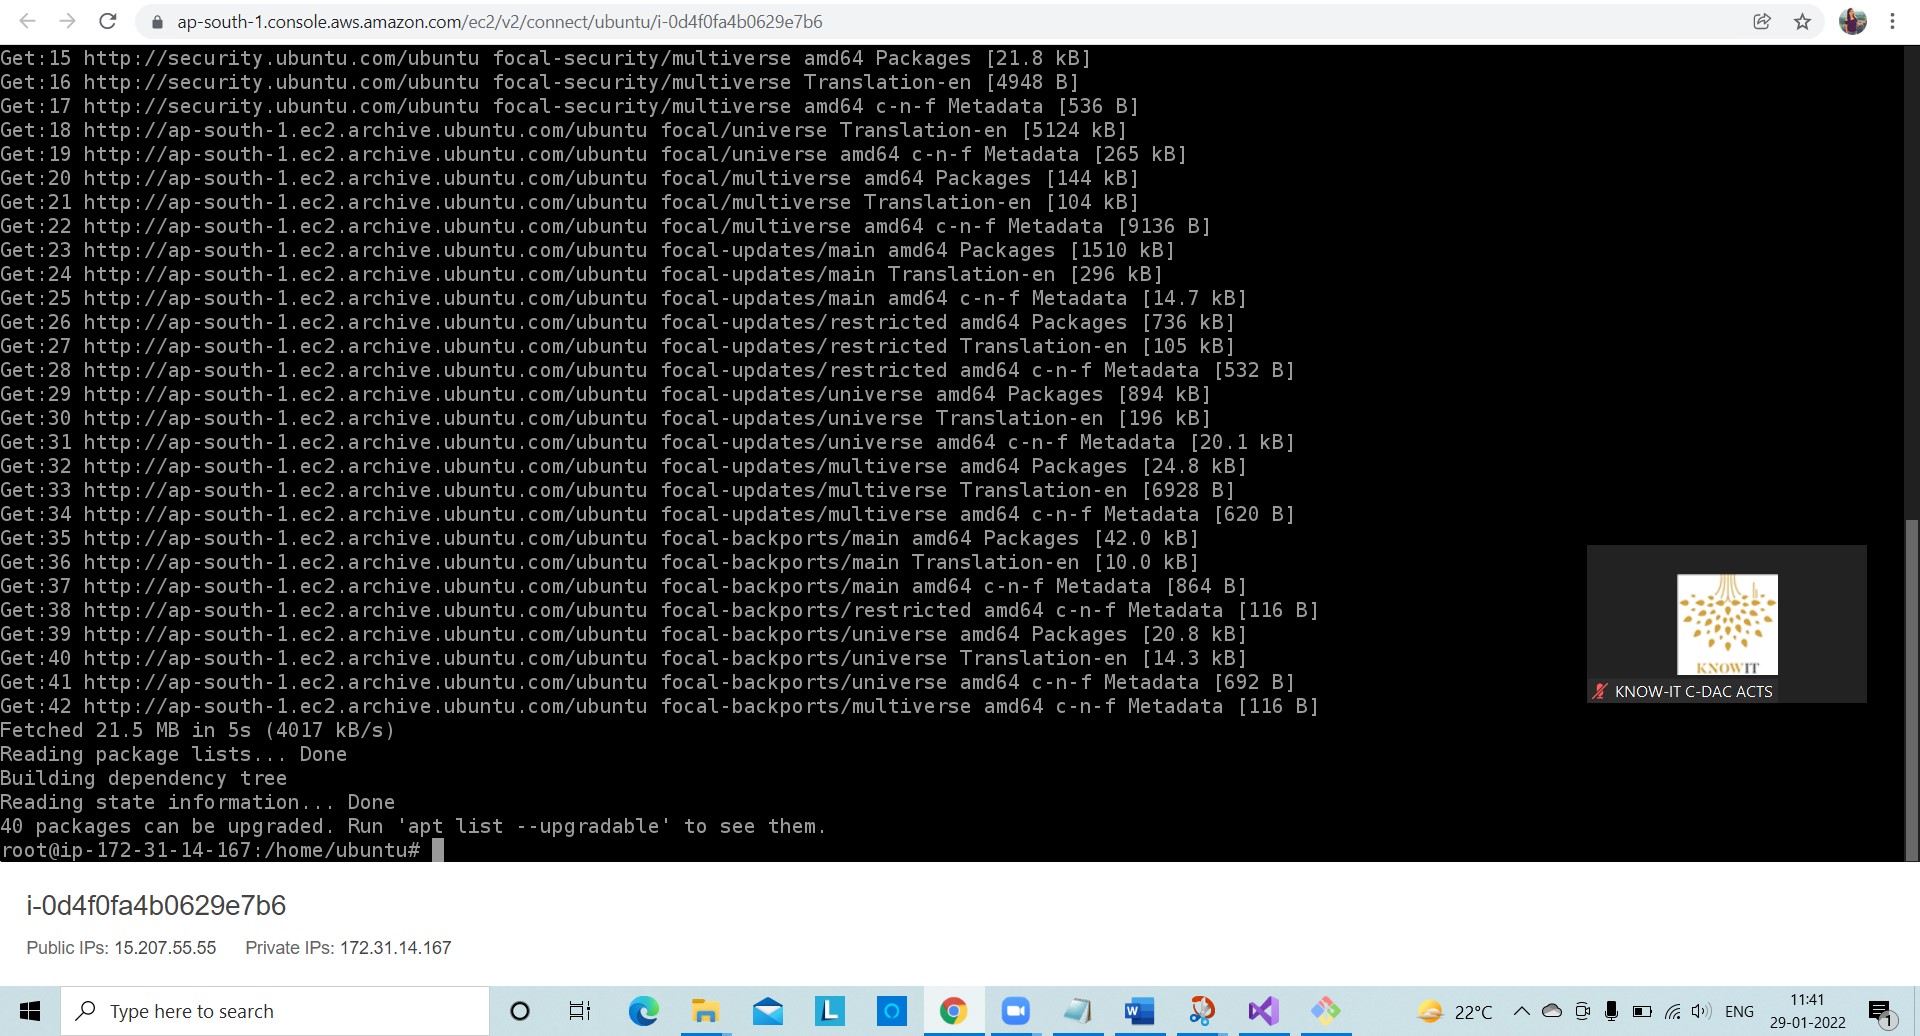 ap-south-1.console.aws.amazon.com/ec2/v2/connect/ubuntu/i-0d4f0fa4b0629e7b6
Get:15 http://security.ubuntu.com/ubuntu focal-security/multiverse amd64 Packages [21.8 kB]
Get:16 http://security.ubuntu.com/ubuntu focal-security/multiverse Translation-en [4948 B]
Get:17 http://security.ubuntu.com/ubuntu focal-security/multiverse amd64 c-n-f Metadata [536 B]
Get:18 http://ap-south-1.ec2.archive.ubuntu.com/ubuntu focal/universe Translation-en [5124 kB]
Get:19 http://ap-south-1.ec2.archive.ubuntu.com/ubuntu focal/universe amd64 c-n-f Metadata [265 kB]
Get:20 http://ap-south-1.ec2.archive.ubuntu.com/ubuntu focal/multiverse amd64 Packages [144 kB]
Get:21 http://ap-south-1.ec2.archive.ubuntu.com/ubuntu focal/multiverse Translation-en [104 kB]
Get:22 http://ap-south-1.ec2.archive.ubuntu.com/ubuntu focal/multiverse amd64 c-n-f Metadata [9136 B]
Get:23 http://ap-south-1.ec2.archive.ubuntu.com/ubuntu focal-updates/main amd64 Packages [1510 kB]
Get:24 http://ap-south-1.ec2.archive.ubuntu.com/ubuntu focal-updates/main Translation-en [296 kB]
Get:25 http://ap-south-1.ec2.archive.ubuntu.com/ubuntu focal-updates/main amd64 c-n-f Metadata [14.7 kB]
Get:26 http://ap-south-1.ec2.archive.ubuntu.com/ubuntu focal-updates/restricted amd64 Packages [736 kB]
Get:27 http://ap-south-1.ec2.archive.ubuntu.com/ubuntu focal-updates/restricted Translation-en [105 kB]
Get:28 http://ap-south-1.ec2.archive.ubuntu.com/ubuntu focal-updates/restricted amd64 c-n-f Metadata [532 B]
Get:29 http://ap-south-1.ec2.archive.ubuntu.com/ubuntu focal-updates/universe amd64 Packages [894 kB]
Get:30 http://ap-south-1.ec2.archive.ubuntu.com/ubuntu focal-updates/universe Translation-en [196 kB]
Get:31 http://ap-south-1.ec2.archive.ubuntu.com/ubuntu focal-updates/universe amd64 c-n-f Metadata [20.1 kB]
Get:32 http://ap-south-1.ec2.archive.ubuntu.com/ubuntu focal-updates/multiverse amd64 Packages [24.8 kB]
Get:33 http://ap-south-1.ec2.archive.ubuntu.com/ubuntu focal-updates/multiverse Translation-en [6928 B]
Get:34 http://ap-south-1.ec2.archive.ubuntu.com/ubuntu focal-updates/multiverse amd64 c-n-f Metadata [620 B]
Get:35 http://ap-south-1.ec2.archive.ubuntu.com/ubuntu focal-backports/main amd64 Packages [42.0 kB]
Get:36 http://ap-south-1.ec2.archive.ubuntu.com/ubuntu focal-backports/main Translation-en [10.0 kB]
Get:37 http://ap-south-1.ec2.archive.ubuntu.com/ubuntu focal-backports/main amd64 c-n-f Metadata [864 B]
Get:38 http://ap-south-1.ec2.archive.ubuntu.com/ubuntu focal-backports/restricted amd64 c-n-f Metadata [116 B]
Get:39 http://ap-south-1.ec2.archive.ubuntu.com/ubuntu focal-backports/universe amd64 Packages [20.8 kB]
Get:40 http://ap-south-1.ec2.archive.ubuntu.com/ubuntu focal-backports/universe Translation-en [14.3 kB]
Get:41 http://ap-south-1.ec2.archive.ubuntu.com/ubuntu focal-backports/universe amd64 c-n-f Metadata [692 B]
Get:42 http://ap-south-1.ec2.archive.ubuntu.com/ubuntu focal-backports/multiverse amd64 c-n-f Metadata [116 B]
Fetched 21.5 MB in 5s (4017 kB/s)
Reading package lists... Done
Building dependency tree
Reading state information... Done
40 packages can be upgraded. Run 'apt list --upgradable' to see them.
root@ip-172-31-14-167:/home/ubuntu#
KNOWIT
KNOW-IT C-DAC ACTS
i-0d4f0fa4b0629e7b6
Public IPs: 15.207.55.55 Private IPs: 172.31.14.167
Type here to search
L
W
22°C
ENG
11:41
29-01-2022
1